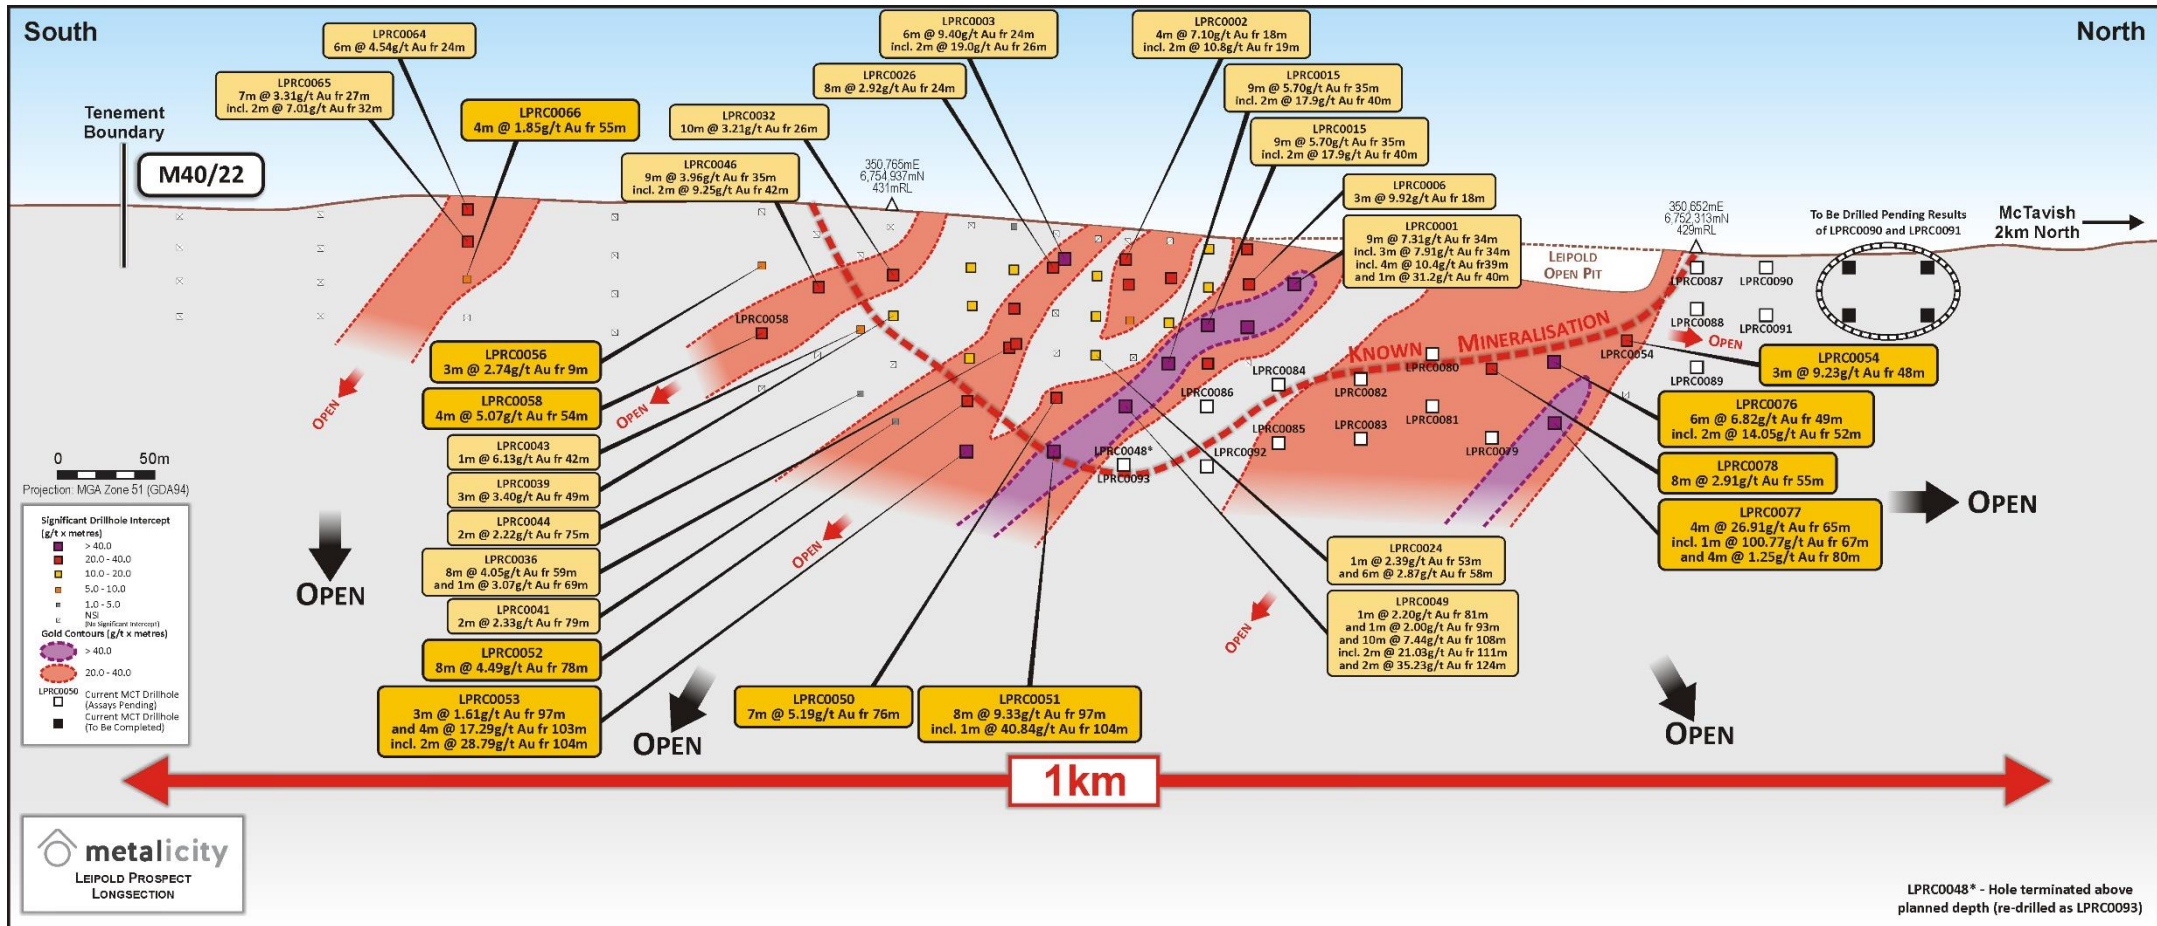 South
North
LPRC0064
6m @ 4.54g/t Au fr 24m
LPRC0065
7m @ 3.31g/t Au fr 27m
incl. 2m @ 7.01g/t Au fr 32m
LPRC0066
4m @ 1.85g/t Au fr 55m
LPRC0003
6m @ 9.40g/t Au fr 24m
incl. 2m @ 19.0g/t Au fr 26m
LPRC0002
4m @ 7.10g/t Au fr 18m
incl. 2m @ 10.8g/t Au fr 19m
LPRC0026
8m @ 2.92g/t Au fr 24m
LPRC0015
9m @ 5.70g/t Au fr 35m
incl. 2m @ 17.9g/t Au fr 40m
LPRC0032
10m @ 3.21g/t Au fr 26m
LPRC0015
9m @ 5.70g/t Au fr 35m
incl. 2m @ 17.9g/t Au fr 40m
LPRC0046
9m @ 3.96g/t Au fr 35m
incl. 2m @ 9.25g/t Au fr 42m
LPRC0006
3m @ 9.92g/t Au fr 18m
LPRC0001
9m @ 7.31g/t Au fr 34m
incl. 3m @ 7.91g/t Au fr 34m
incl. 4m @ 10.4g/t Au fr39m
and 1m @ 31.2g/t Au fr 40m
Tenement
Boundary
M40/22
350,765mE
6,754,937mN
431mRL
350,652mE
6,752,313mN
429mRL
To Be Drilled Pending Results
of LPRC0090 and LPRC0091
McTavish
2km North
LEIPOLD
OPEN PIT
LPRC0087
LPRC0090
LPRC0088
LPRC0091
OPEN
LPRC0089
LPRC0058
KNOWN MINERALISATION
LPRC0054
LPRC0080
LPRC0084
LPRC0082
LPRC0086
LPRC0081
LPRC0085
LPRC0083
LPRC0092
LPRC0079
LPRC0048*
LPRC0093
LPRC0056
3m @ 2.74g/t Au fr 9m
LPRC0058
4m @ 5.07g/t Au fr 54m
LPRC0043
1m @ 6.13g/t Au fr 42m
LPRC0039
3m @ 3.40g/t Au fr 49m
LPRC0044
2m @ 2.22g/t Au fr 75m
LPRC0036
8m @ 4.05g/t Au fr 59m
and 1m @ 3.07g/t Au fr 69m
LPRC0041
2m @ 2.33g/t Au fr 79m
LPRC0052
8m @ 4.49g/t Au fr 78m
LPRC0053
3m @ 1.61g/t Au fr 97m
and 4m @ 17.29g/t Au fr 103m
incl. 2m @ 28.79g/t Au fr 104m
LPRC0050
7m @ 5.19g/t Au fr 76m
LPRC0051
8m @ 9.33g/t Au fr 97m
incl. 1m @ 40.84g/t Au fr 104m
LPRC0024
1m @ 2.39g/t Au fr 53m
and 6m @ 2.87g/t Au fr 58m
LPRC0049
1m @ 2.20g/t Au fr 81m
and 1m @ 2.00g/t Au fr 93m
and 10m @ 7.44g/t Au fr 108m
incl. 2m @ 21.03g/t Au fr 111m
and 2m @ 35.23g/t Au fr 124m
LPRC0054
3m @ 9.23g/t Au fr 48m
LPRC0076
6m @ 6.82g/t Au fr 49m
incl. 2m @ 14.05g/t Au fr 52m
LPRC0078
8m @ 2.91g/t Au fr 55m
LPRC0077
4m @ 26.91g/t Au fr 65m
incl. 1m @ 100.77g/t Au fr 67m
and 4m @ 1.25g/t Au fr 80m
OPEN
OPEN
OPEN
OPEN
OPEN
OPEN
OPEN
OPEN
0 50m
Projection: MGA Zone 51 (GDA94)
Significant Drillhole Intercept
(g/t x metres)
> 40.0
20.0 - 40.0
10.0 - 20.0
5.0 - 10.0
1.0 - 5.0
NSI
(No Significant Intercept)
Gold Contours (g/t x metres)
> 40.0
20.0 - 40.0
LPRC0050
Current MCT Drillhole
(Assays Pending)
Current MCT Drillhole
(To Be Completed)
1km
metalicity
LEIPOLD PROSPECT
LONGSECTION
LPRC0048* - Hole terminated above
planned depth (re-drilled as LPRC0093)